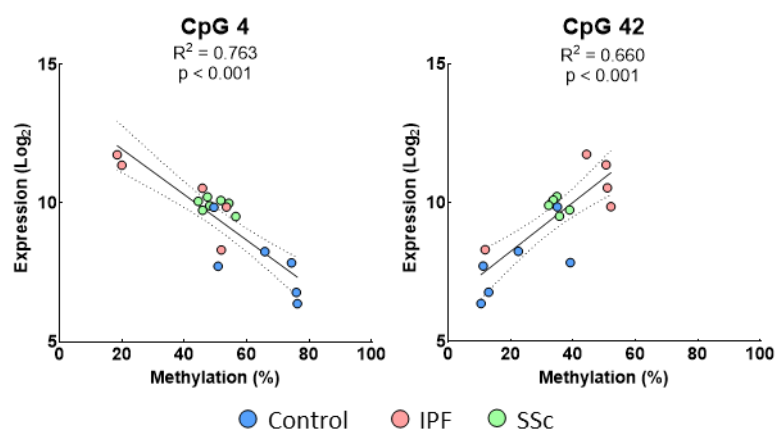 CpG 4
R² = 0.763
p < 0.001
15
10
5
Expression (Log₂)
0 20 40 60 80 100
Methylation (%)
CpG 42
R² = 0.660
p < 0.001
15
10
5
Expression (Log₂)
0 20 40 60 80 100
Methylation (%)
Control IPF SSc